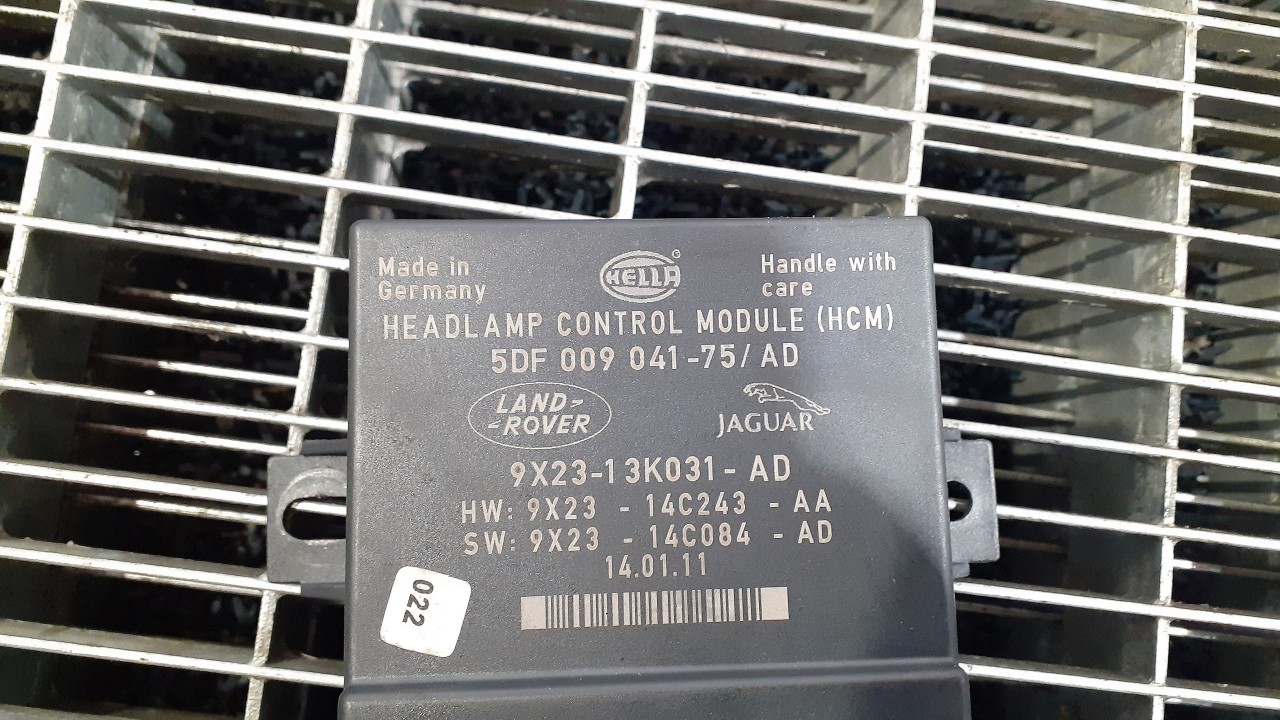 Made in
Germany
HELLA®
Handle with
care
HEADLAMP CONTROL MODULE (HCM)
5DF 009 041-75/AD
LAND-
-ROVER
JAGUAR
9X23-13K031-AD
HW: 9X23 - 14C243 - AA
SW: 9X23 - 14C084 - AD
14.01.11
022